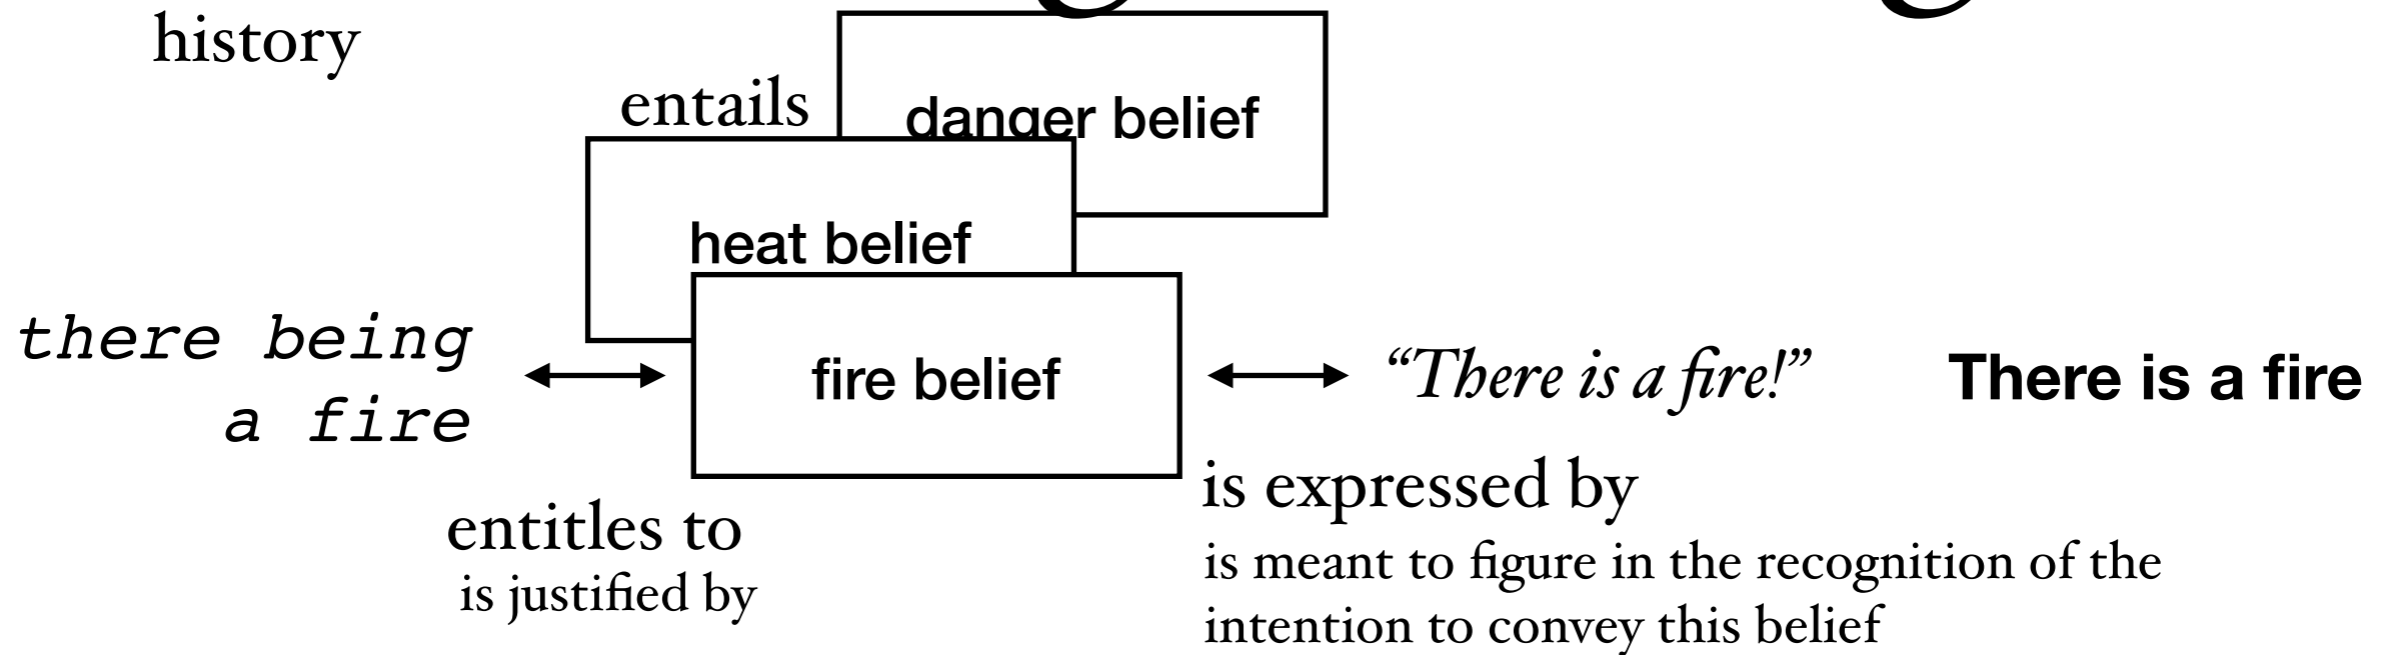 history
entails
danger belief
heat belief
there being
a fire
fire belief
“There is a fire!”
There is a fire
is expressed by
entitles to
is meant to figure in the recognition of the
is justified by
intention to convey this belief